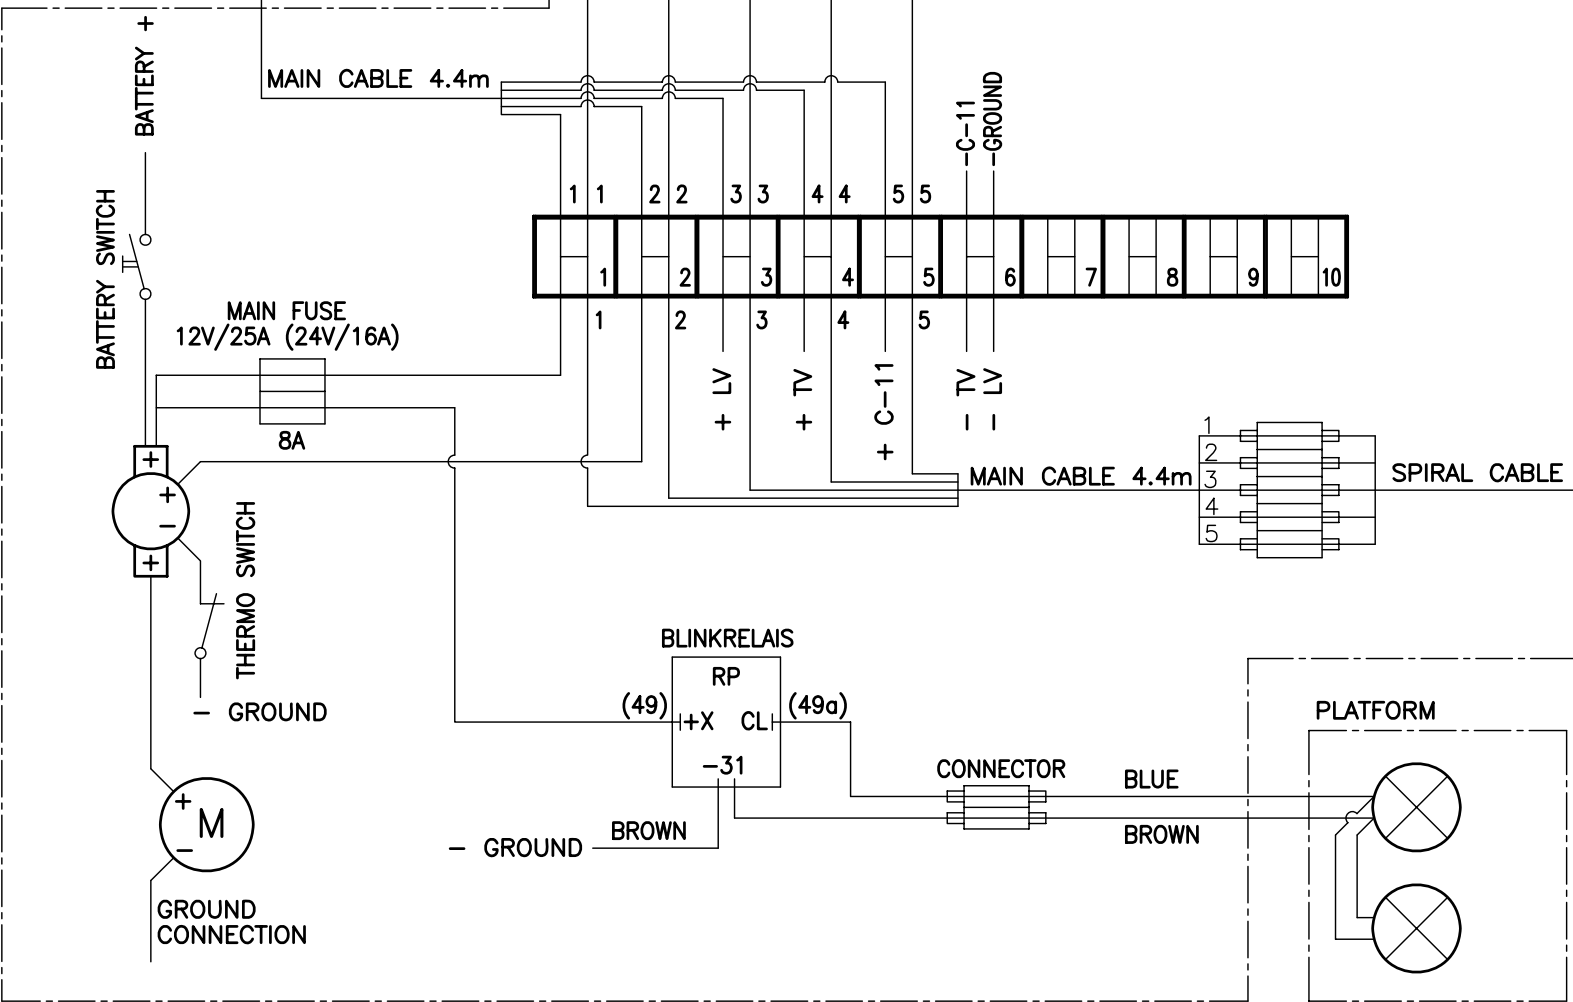 BATTERY +
MAIN CABLE 4.4m
-C-11
-GROUND
1 1 2 2 3 3 4 4 5 5
BATTERY SWITCH
1 2 3 4 5 6 7 8 9 10
1 2 3 4 5
MAIN FUSE
12V/25A (24V/16A)
8A
+ LV
+ TV
+ C-11
- TV
- LV
+
+
-
+
MAIN CABLE 4.4m
1
2
3
4
5
SPIRAL CABLE
THERMO SWITCH
- GROUND
BLINKRELAIS
RP
(49)
+X
CL
(49a)
-31
BROWN
- GROUND
CONNECTOR
BLUE
BROWN
PLATFORM
+
M
-
GROUND
CONNECTION